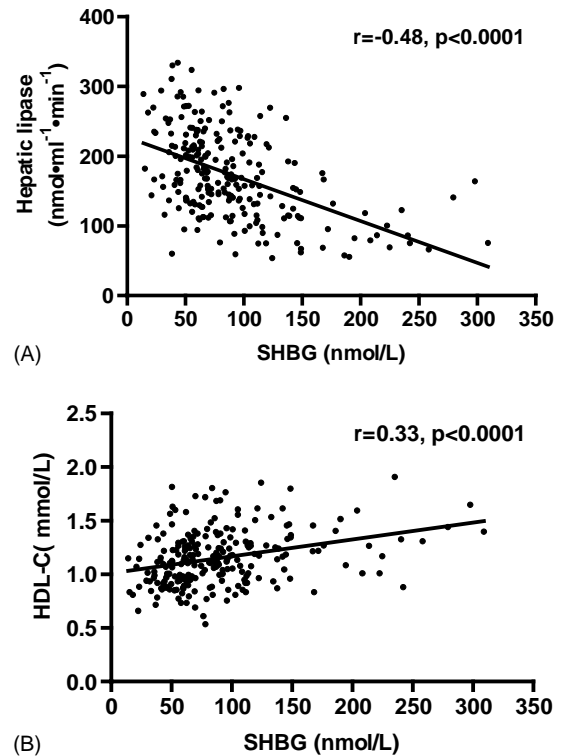 r=-0.48, p<0.0001
Hepatic lipase
(nmol•ml⁻¹•min⁻¹)
400
300
200
100
0
0 50 100 150 200 250 300 350
SHBG (nmol/L)
(A)
r=0.33, p<0.0001
HDL-C( mmol/L)
2.5
2.0
1.5
1.0
0.5
0.0
0 50 100 150 200 250 300 350
SHBG (nmol/L)
(B)